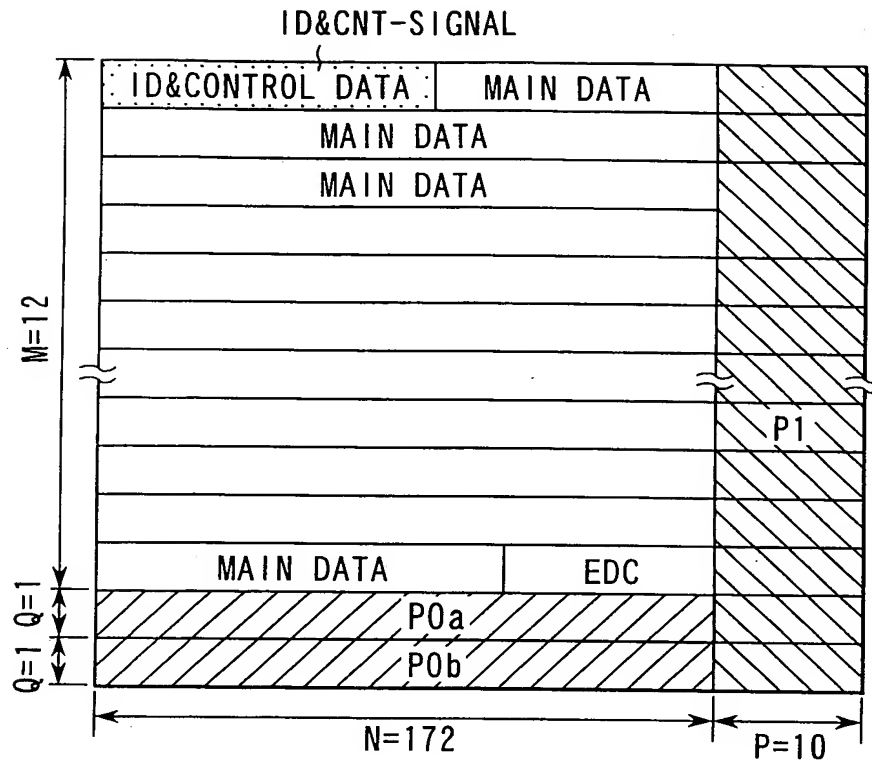 ID&CNT-SIGNAL
ID&CONTROL DATA MAIN DATA
MAIN DATA
MAIN DATA
M=12
P1
MAIN DATA EDC
Q=1 P0a
Q=1 P0b
N=172 P=10